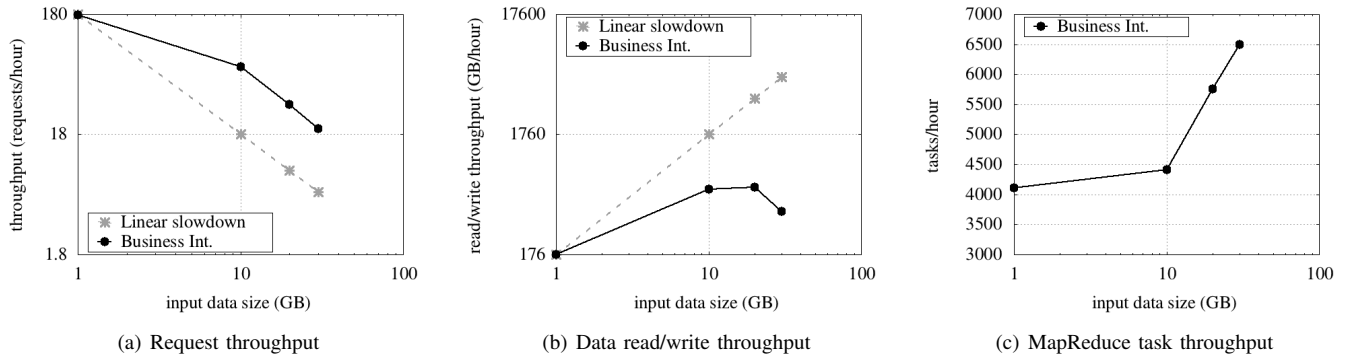 throughput (requests/hour)
180
18
1.8
Linear slowdown
Business Int.
1
10
100
input data size (GB)
(a) Request throughput
read/write throughput (GB/hour)
17600
1760
176
Linear slowdown
Business Int.
1
10
100
input data size (GB)
(b) Data read/write throughput
tasks/hour
7000
6500
6000
5500
5000
4500
4000
3500
3000
Business Int.
1
10
100
input data size (GB)
(c) MapReduce task throughput